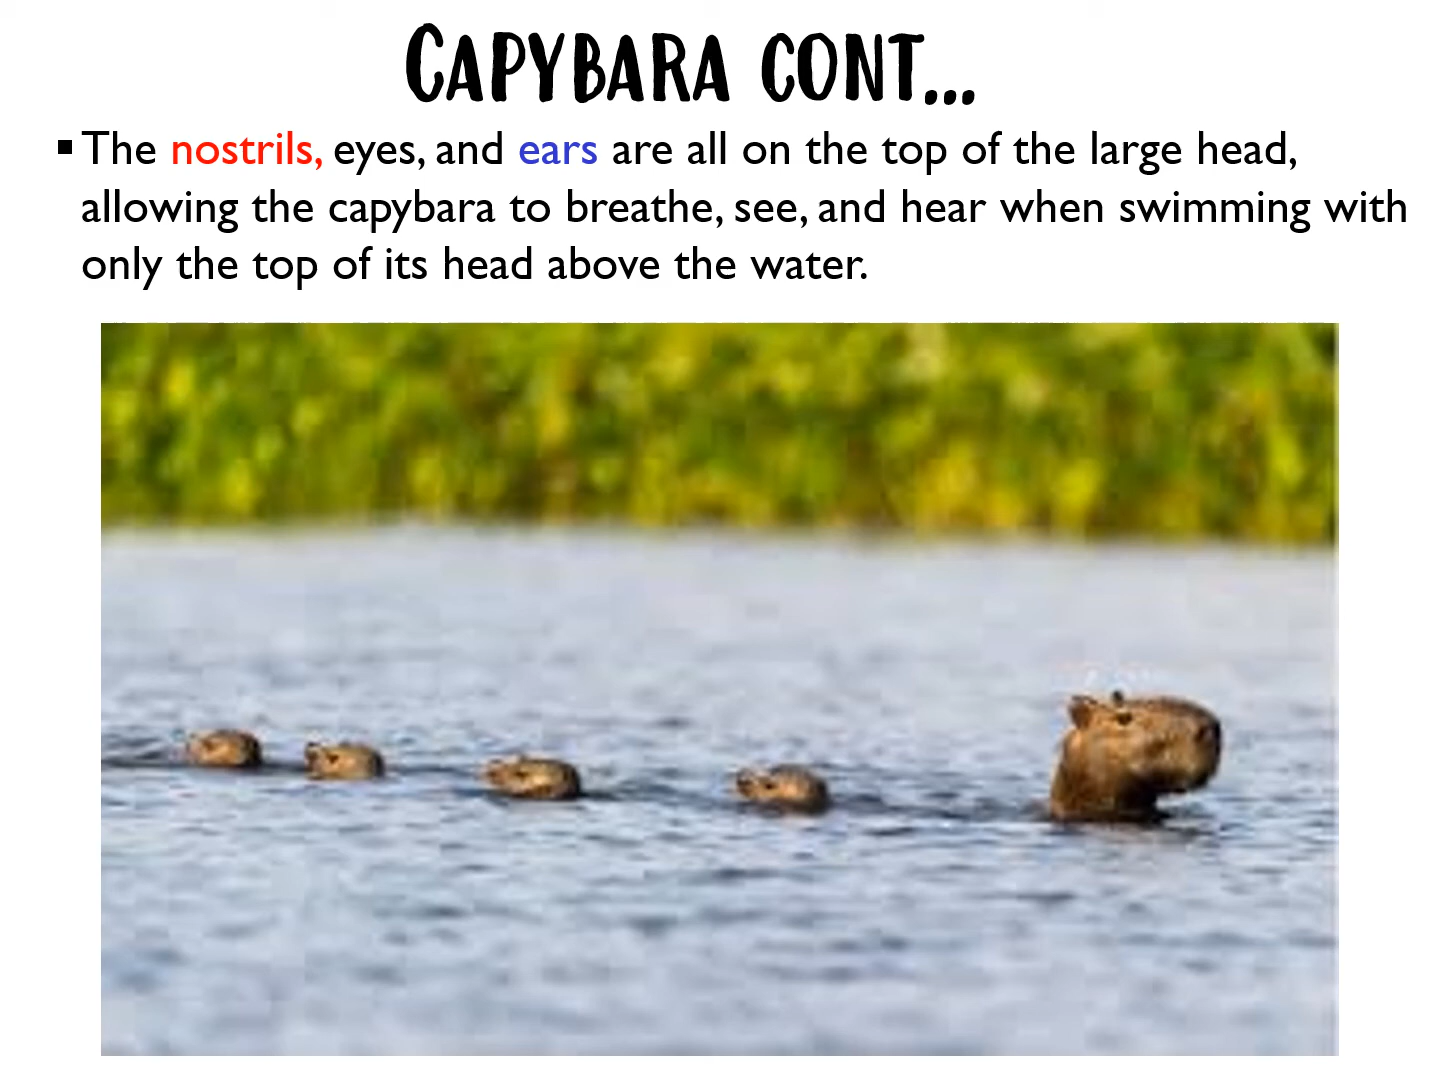 CAPYBARA CONT...
▪ The nostrils, eyes, and ears are all on the top of the large head,
allowing the capybara to breathe, see, and hear when swimming with
only the top of its head above the water.